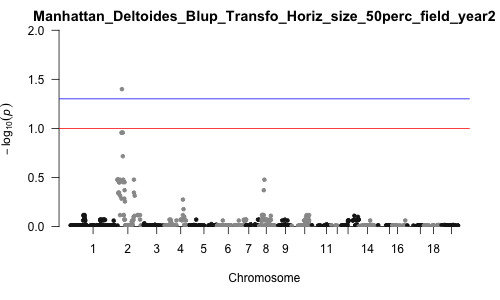 Manhattan_Deltoides_Blup_Transfo_Horiz_size_50perc_field_year2
2.0
1.5
1.0
0.5
0.0
− log10(p)
1 2 3 4 5 6 7 8 9 11 14 16 18
Chromosome